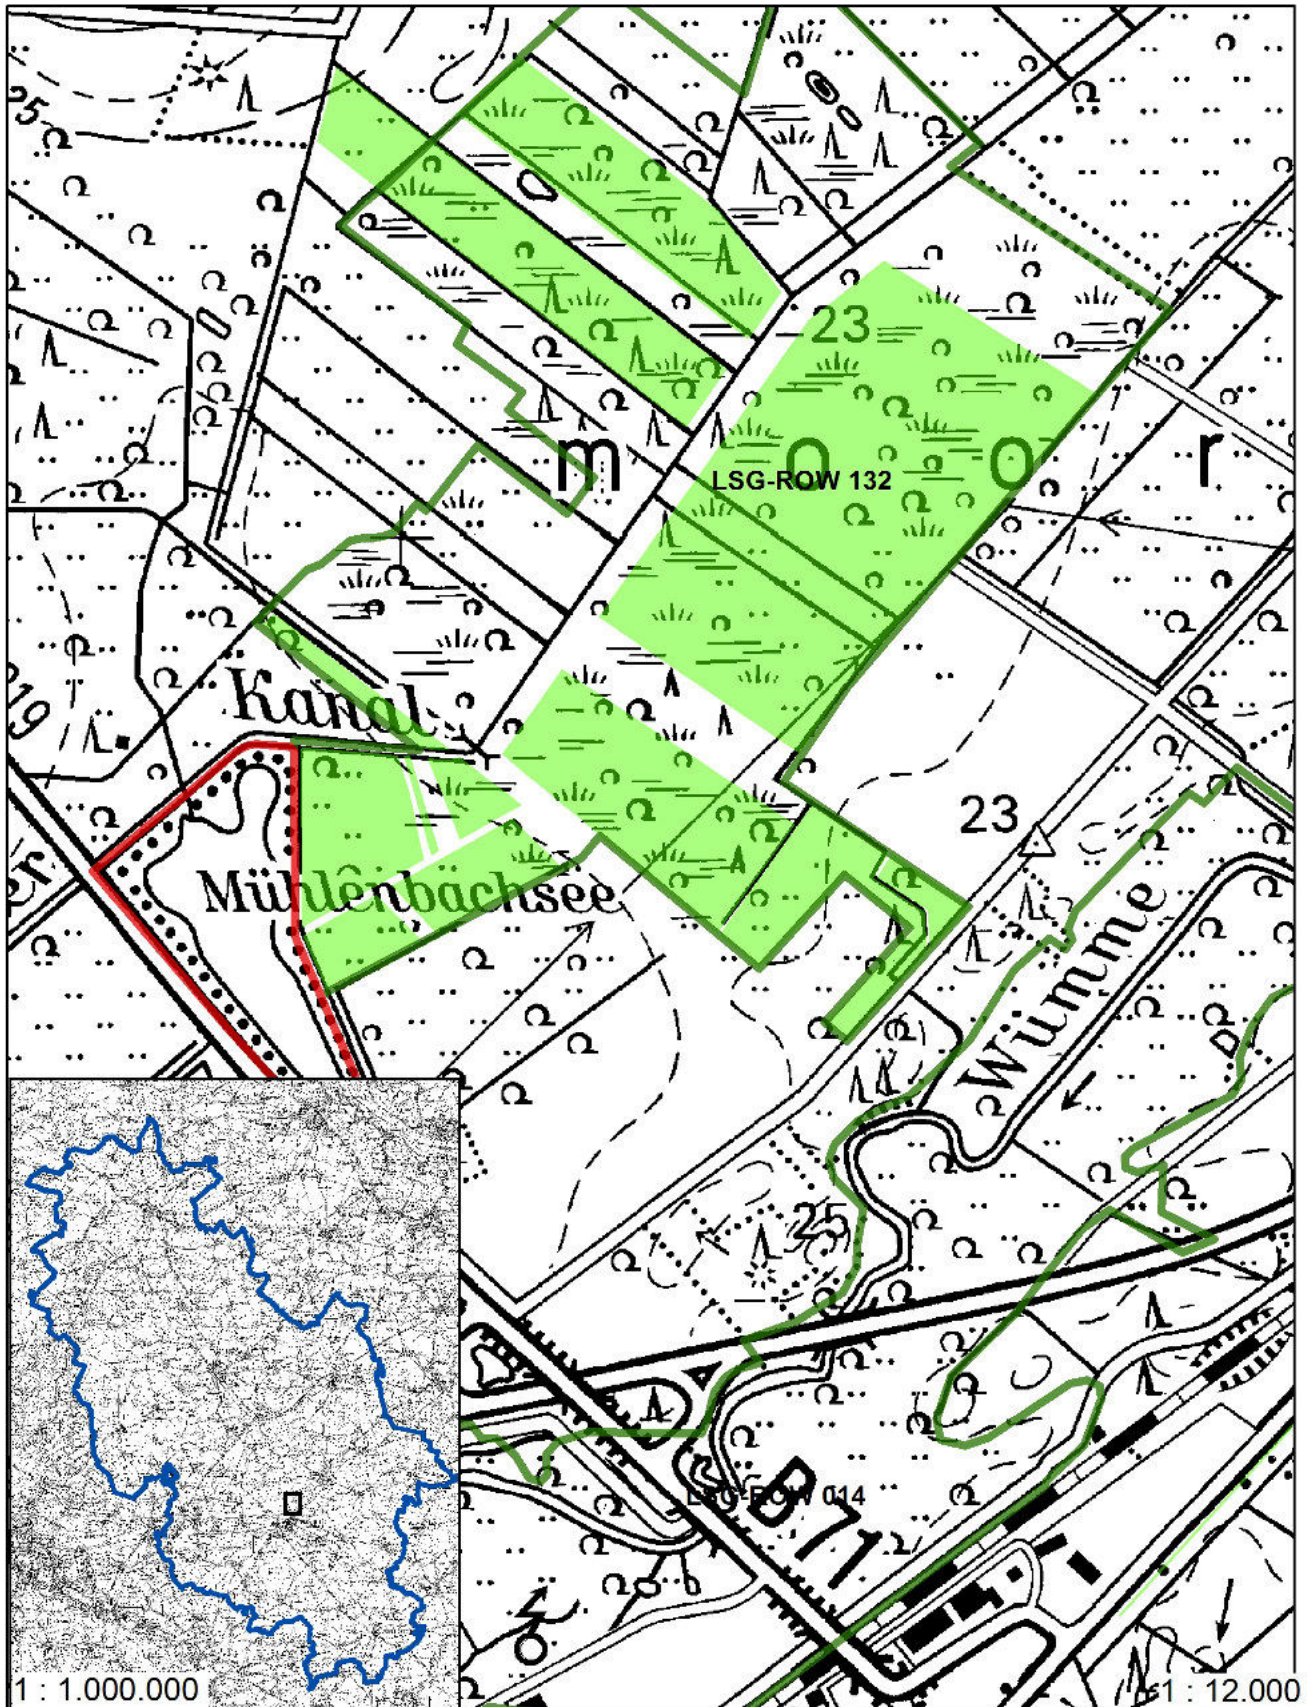 25
23
m o o r
LSG-ROW 132
Kanal
19
23
Mühlenbachsee
er
Wümme
25
LSG-ROW 014
B 71
1 : 1.000.000
1 : 12.000